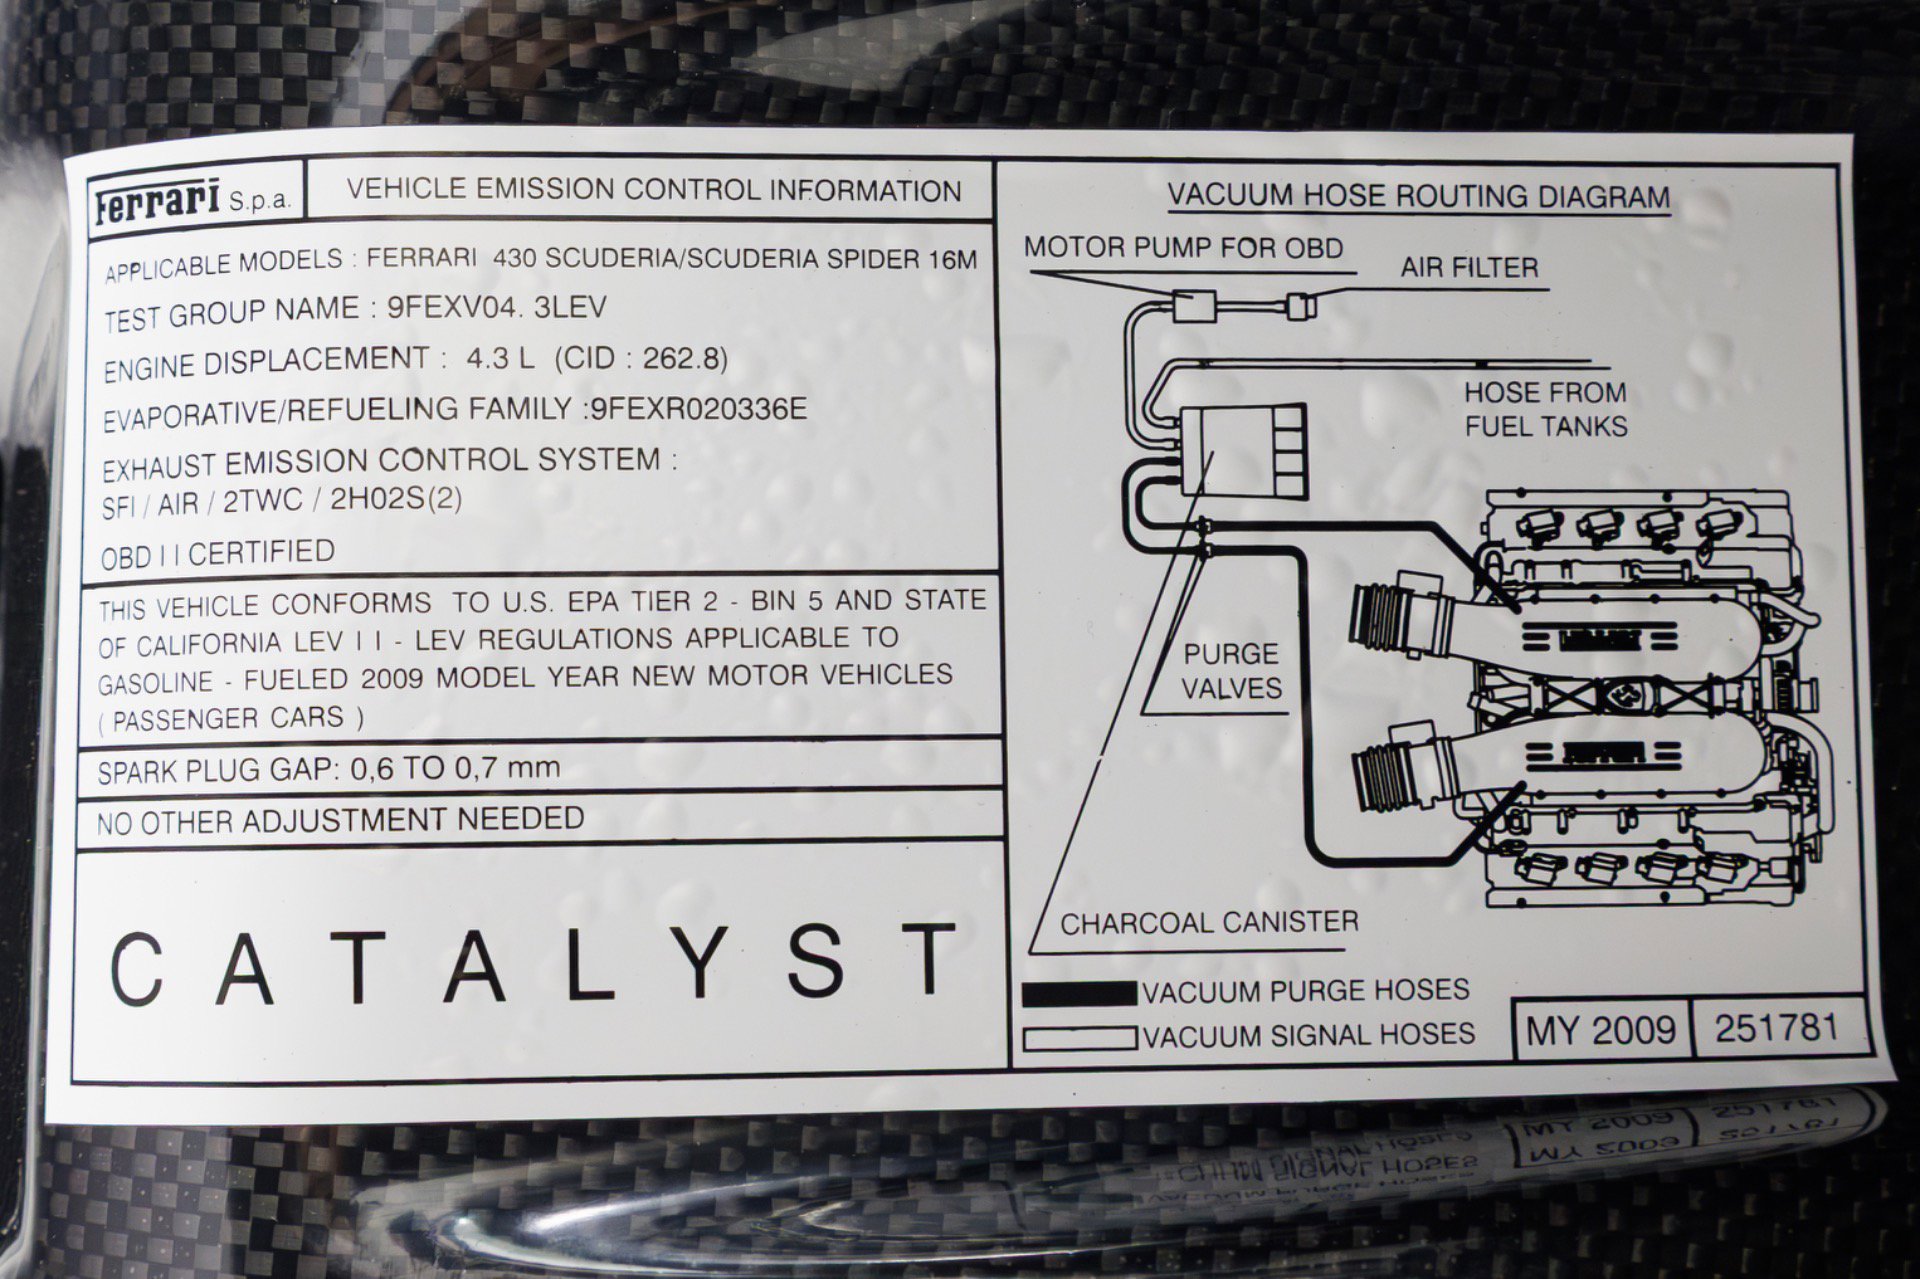 Ferrari S.p.a.
VEHICLE EMISSION CONTROL INFORMATION
APPLICABLE MODELS : FERRARI 430 SCUDERIA/SCUDERIA SPIDER 16M
TEST GROUP NAME : 9FEXV04. 3LEV
ENGINE DISPLACEMENT : 4.3 L (CID : 262.8)
EVAPORATIVE/REFUELING FAMILY :9FEXR020336E
EXHAUST EMISSION CONTROL SYSTEM :
SFI / AIR / 2TWC / 2H02S(2)
OBD I I CERTIFIED
THIS VEHICLE CONFORMS TO U.S. EPA TIER 2 - BIN 5 AND STATE
OF CALIFORNIA LEV I I - LEV REGULATIONS APPLICABLE TO
GASOLINE - FUELED 2009 MODEL YEAR NEW MOTOR VEHICLES
( PASSENGER CARS )
SPARK PLUG GAP: 0,6 TO 0,7 mm
NO OTHER ADJUSTMENT NEEDED
CATALYST
VACUUM HOSE ROUTING DIAGRAM
MOTOR PUMP FOR OBD
AIR FILTER
HOSE FROM
FUEL TANKS
PURGE
VALVES
CHARCOAL CANISTER
VACUUM PURGE HOSES
VACUUM SIGNAL HOSES
MY 2009
251781